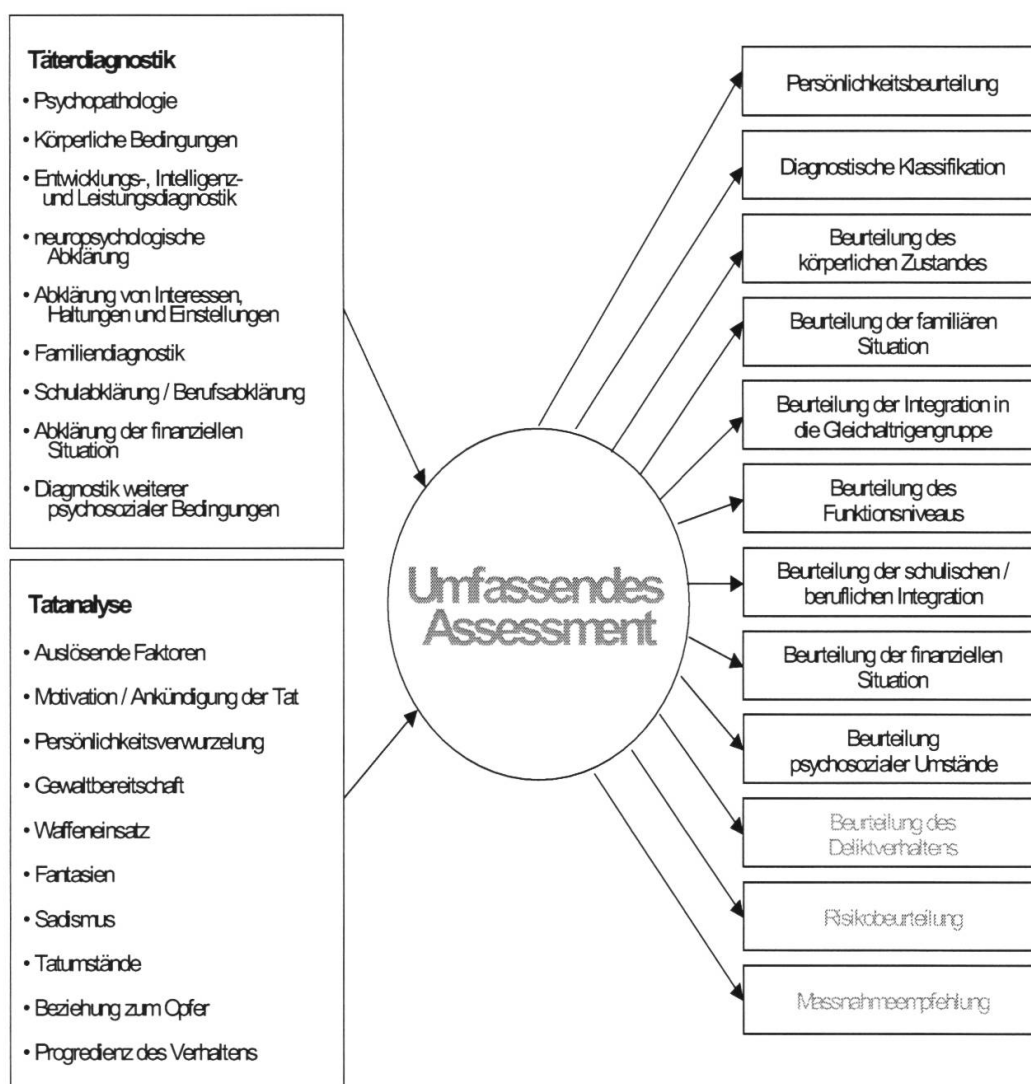 Täterdiagnostik
• Psychopathologie
• Körperliche Bedingungen
• Entwicklungs-, Intelligenz-
und Leistungsdiagnostik
• neuropsychologische
Abklärung
• Abklärung von Interessen,
Haltungen und Einstellungen
• Familiendiagnostik
• Schulabklärung / Berufsabklärung
• Abklärung der finanziellen
Situation
• Diagnostik weiterer
psychosozialer Bedingungen
Tatanalyse
• Auslösende Faktoren
• Motivation / Ankündigung der Tat
• Persönlichkeitsverwurzelung
• Gewaltbereitschaft
• Waffeneinsatz
• Fantasien
• Sadismus
• Tatumstände
• Beziehung zum Opfer
• Progredienz des Verhaltens
Umfassendes
Assessment
Persönlichkeitsbeurteilung
Diagnostische Klassifikation
Beurteilung des
körperlichen Zustandes
Beurteilung der familiären
Situation
Beurteilung der Integration in
die Gleichaltrigengruppe
Beurteilung des
Funktionsniveaus
Beurteilung der schulischen /
beruflichen Integration
Beurteilung der finanziellen
Situation
Beurteilung
psychosozialer Umstände
Beurteilung des
Deliktverhaltens
Risikobeurteilung
Massnahmeempfehlung